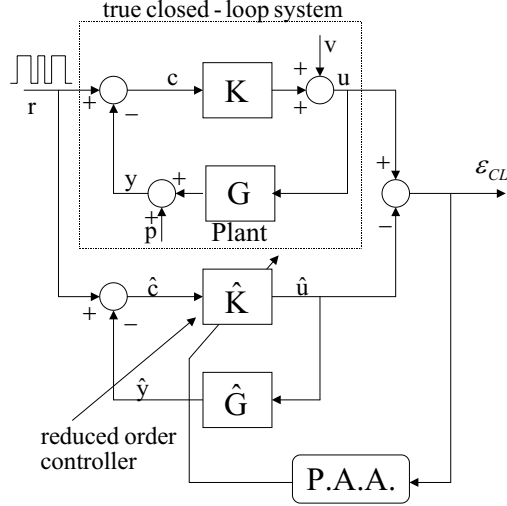 true closed - loop system
v
c
K
+
u
+
r
+
−
+
y
+
G
ε_CL
+
p
Plant
−
ĉ
K̂
û
+
−
ŷ
Ĝ
reduced order
controller
P.A.A.